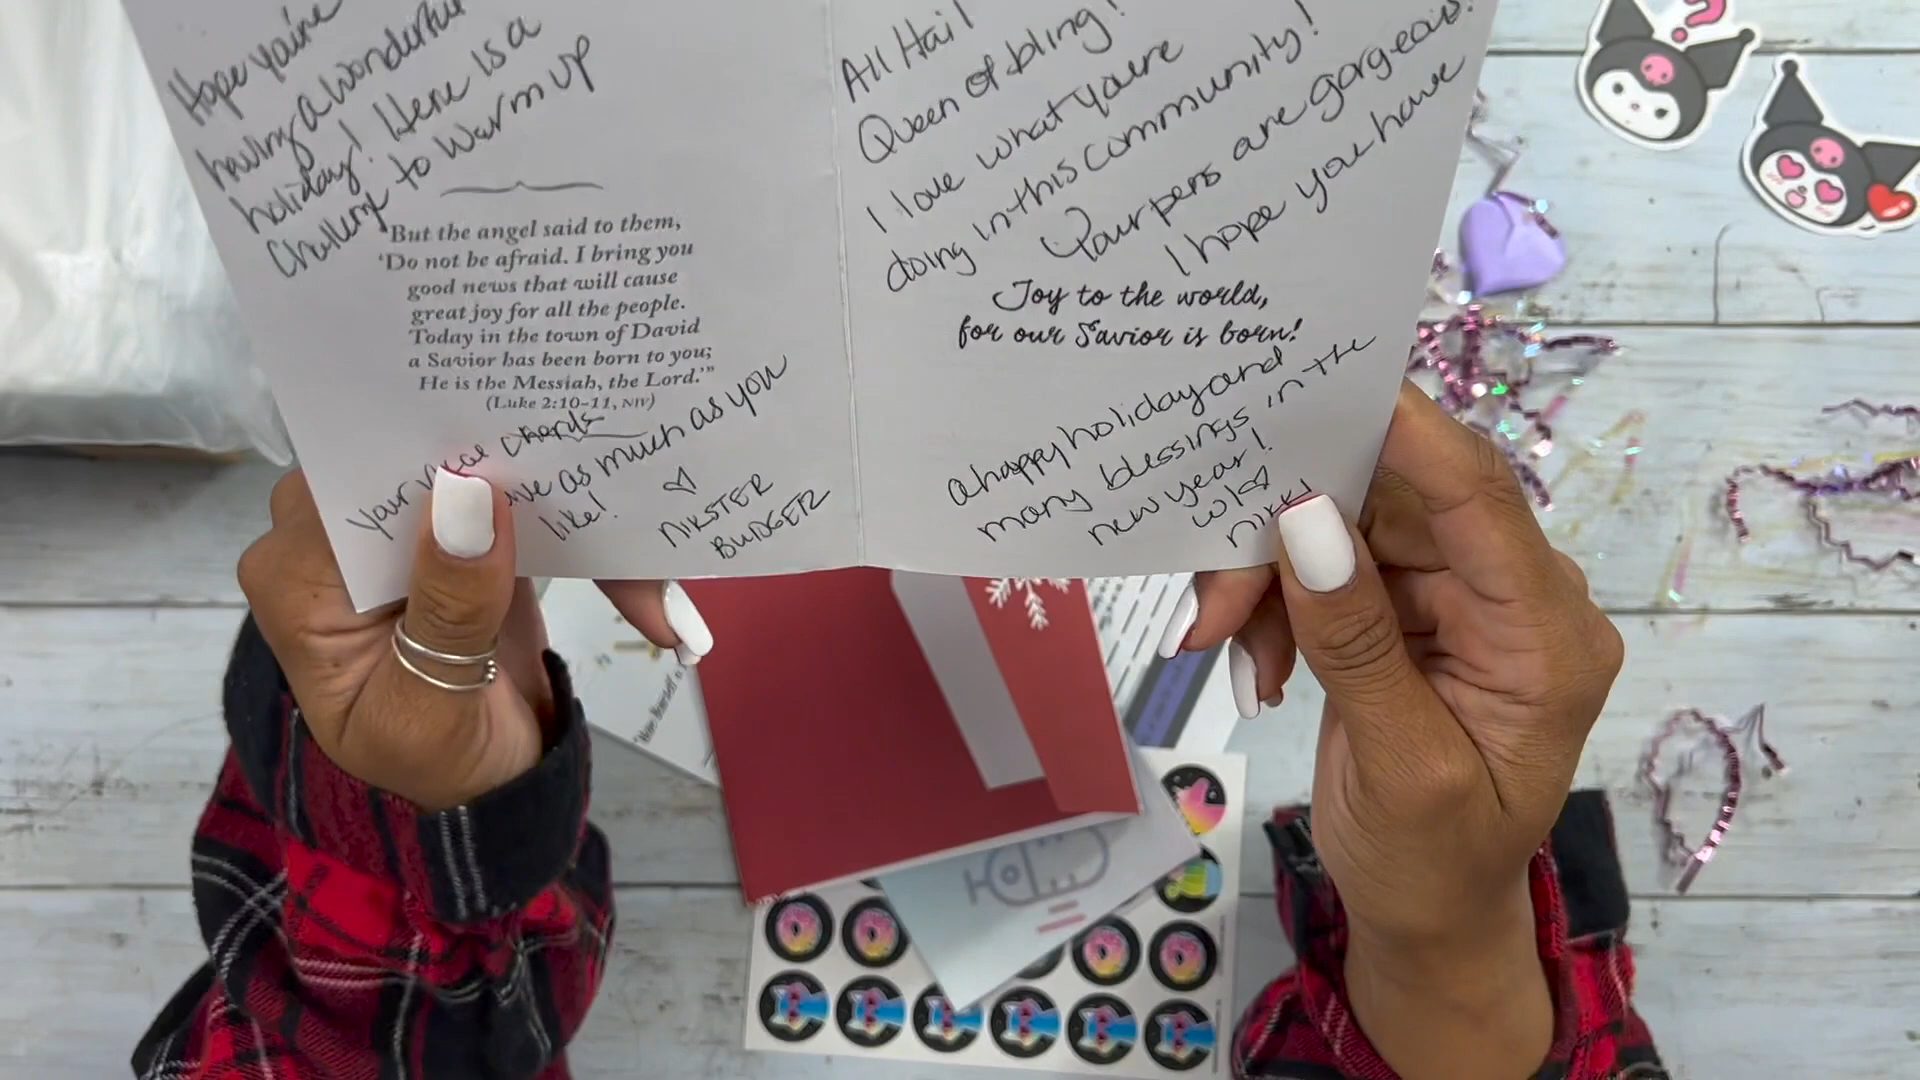 Hope you're
having a wonderful
holiday! Here is a
Challenge to Warm up
"But the angel said to them,
'Do not be afraid. I bring you
good news that will cause
great joy for all the people.
Today in the town of David
a Savior has been born to you;
He is the Messiah, the Lord.'"
(Luke 2:10–11, NIV)
your chords
as much as you
like!
NIKSTER
BUDGETZ
All Hail
Queen of bling!
I love what you're
doing in this community!
Your pens are gorgeous!
I hope you have
Joy to the world,
for our Savior is born!
a happy holiday and
many blessings in the
new year!
Nikki